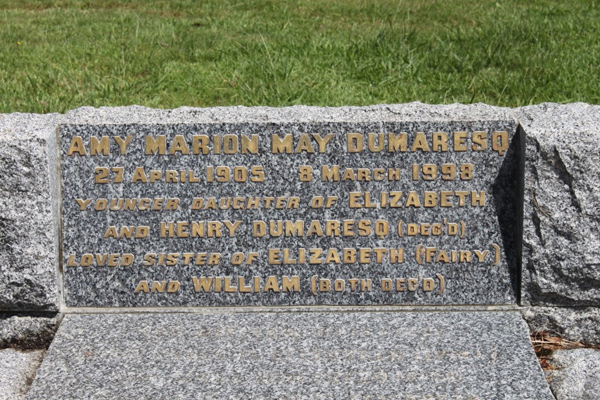 AMY MARION MAY DUMARESQ
27 APRIL 1905 8 MARCH 1998
YOUNGER DAUGHTER OF ELIZABETH
AND HENRY DUMARESQ (DEC'D)
LOVED SISTER OF ELIZABETH (FAIRY)
AND WILLIAM (BOTH DEC'D)